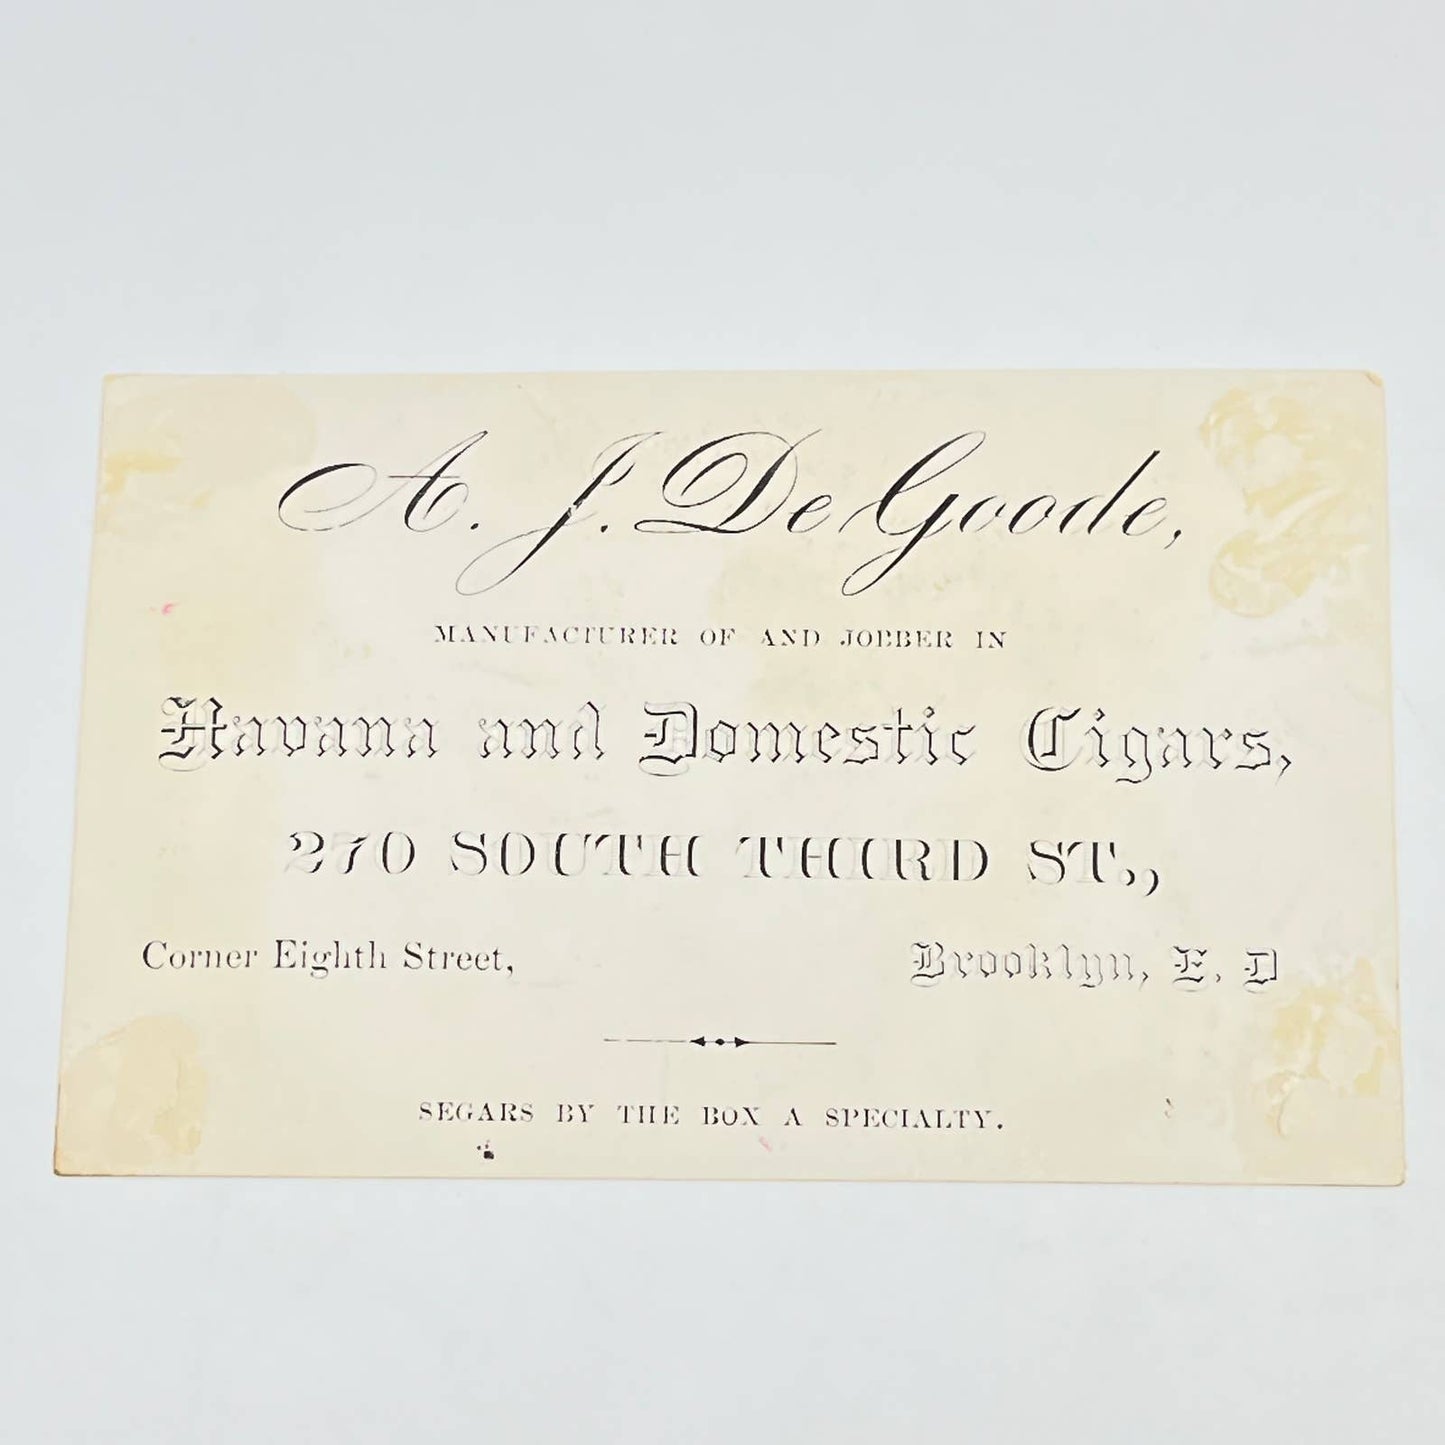 A. J. De Goode,
MANUFACTURER OF AND JOBBER IN
Havana and Domestic Cigars,
270 SOUTH THIRD ST.,
Corner Eighth Street, Brooklyn, E. D
SEGARS BY THE BOX A SPECIALTY.